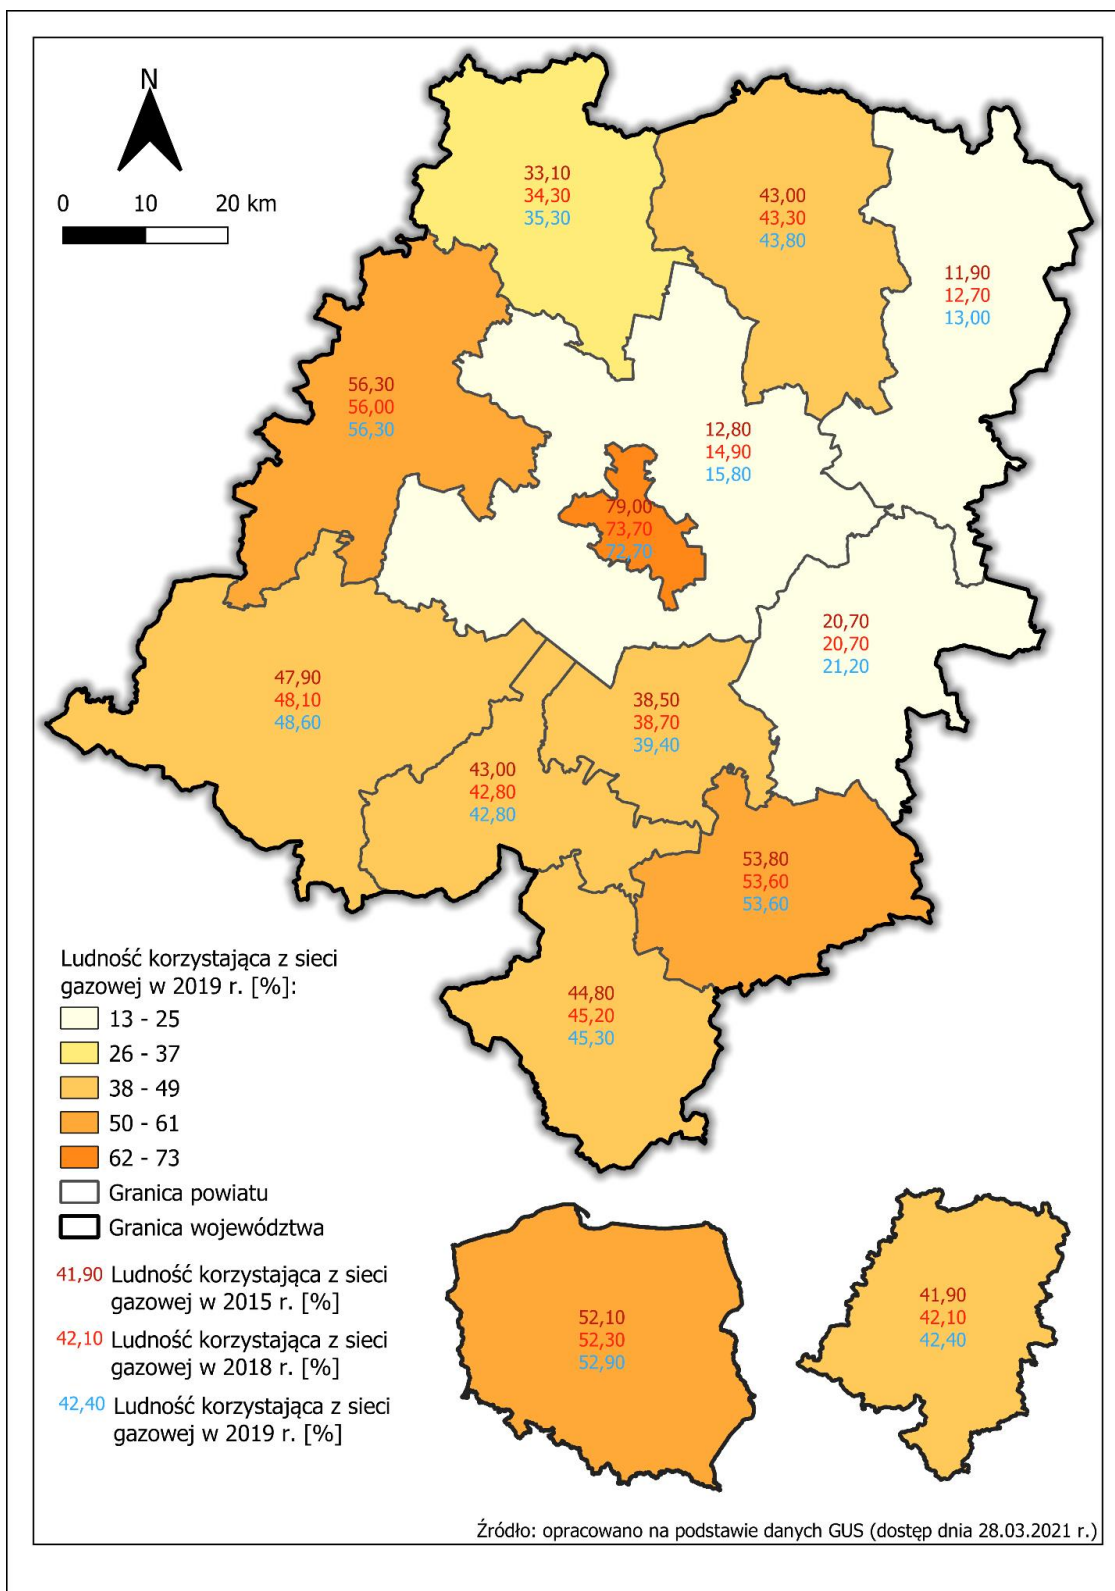 N
0 10 20 km
33,10
34,30
35,30
43,00
43,30
43,80
11,90
12,70
13,00
56,30
56,00
56,30
12,80
14,90
15,80
79,00
73,70
72,70
20,70
20,70
21,20
47,90
48,10
48,60
38,50
38,70
39,40
43,00
42,80
42,80
53,80
53,60
53,60
44,80
45,20
45,30
Ludność korzystająca z sieci
gazowej w 2019 r. [%]:
13 - 25
26 - 37
38 - 49
50 - 61
62 - 73
Granica powiatu
Granica województwa
41,90 Ludność korzystająca z sieci
gazowej w 2015 r. [%]
42,10 Ludność korzystająca z sieci
gazowej w 2018 r. [%]
42,40 Ludność korzystająca z sieci
gazowej w 2019 r. [%]
52,10
52,30
52,90
41,90
42,10
42,40
Źródło: opracowano na podstawie danych GUS (dostęp dnia 28.03.2021 r.)